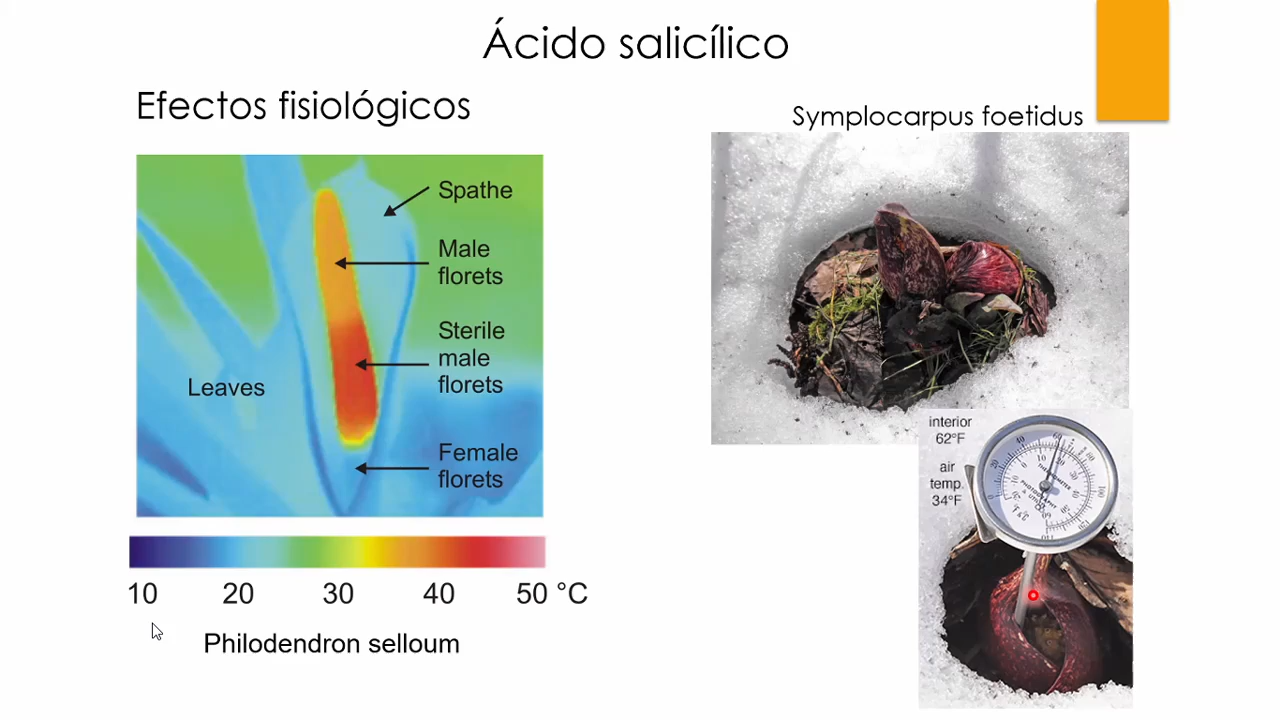 Ácido salicílico
Efectos fisiológicos
Spathe
Male
florets
Sterile
male
florets
Leaves
Female
florets
10 20 30 40 50 °C
Philodendron selloum
Symplocarpus foetidus
interior
62°F
air
temp.
34°F
THERMOMETER